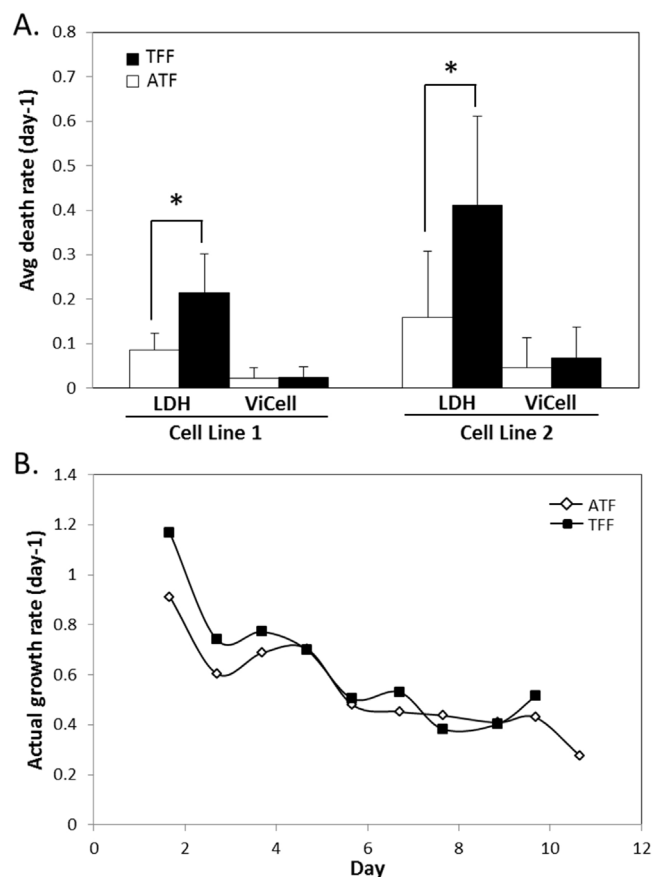 A.
0.8
0.7
0.6
0.5
0.4
0.3
0.2
0.1
0
Avg death rate (day-1)
TFF
ATF
*
*
LDH ViCell LDH ViCell
Cell Line 1 Cell Line 2
B.
1.4
1.2
1
0.8
0.6
0.4
0.2
0
Actual growth rate (day-1)
ATF
TFF
0 2 4 6 8 10 12
Day